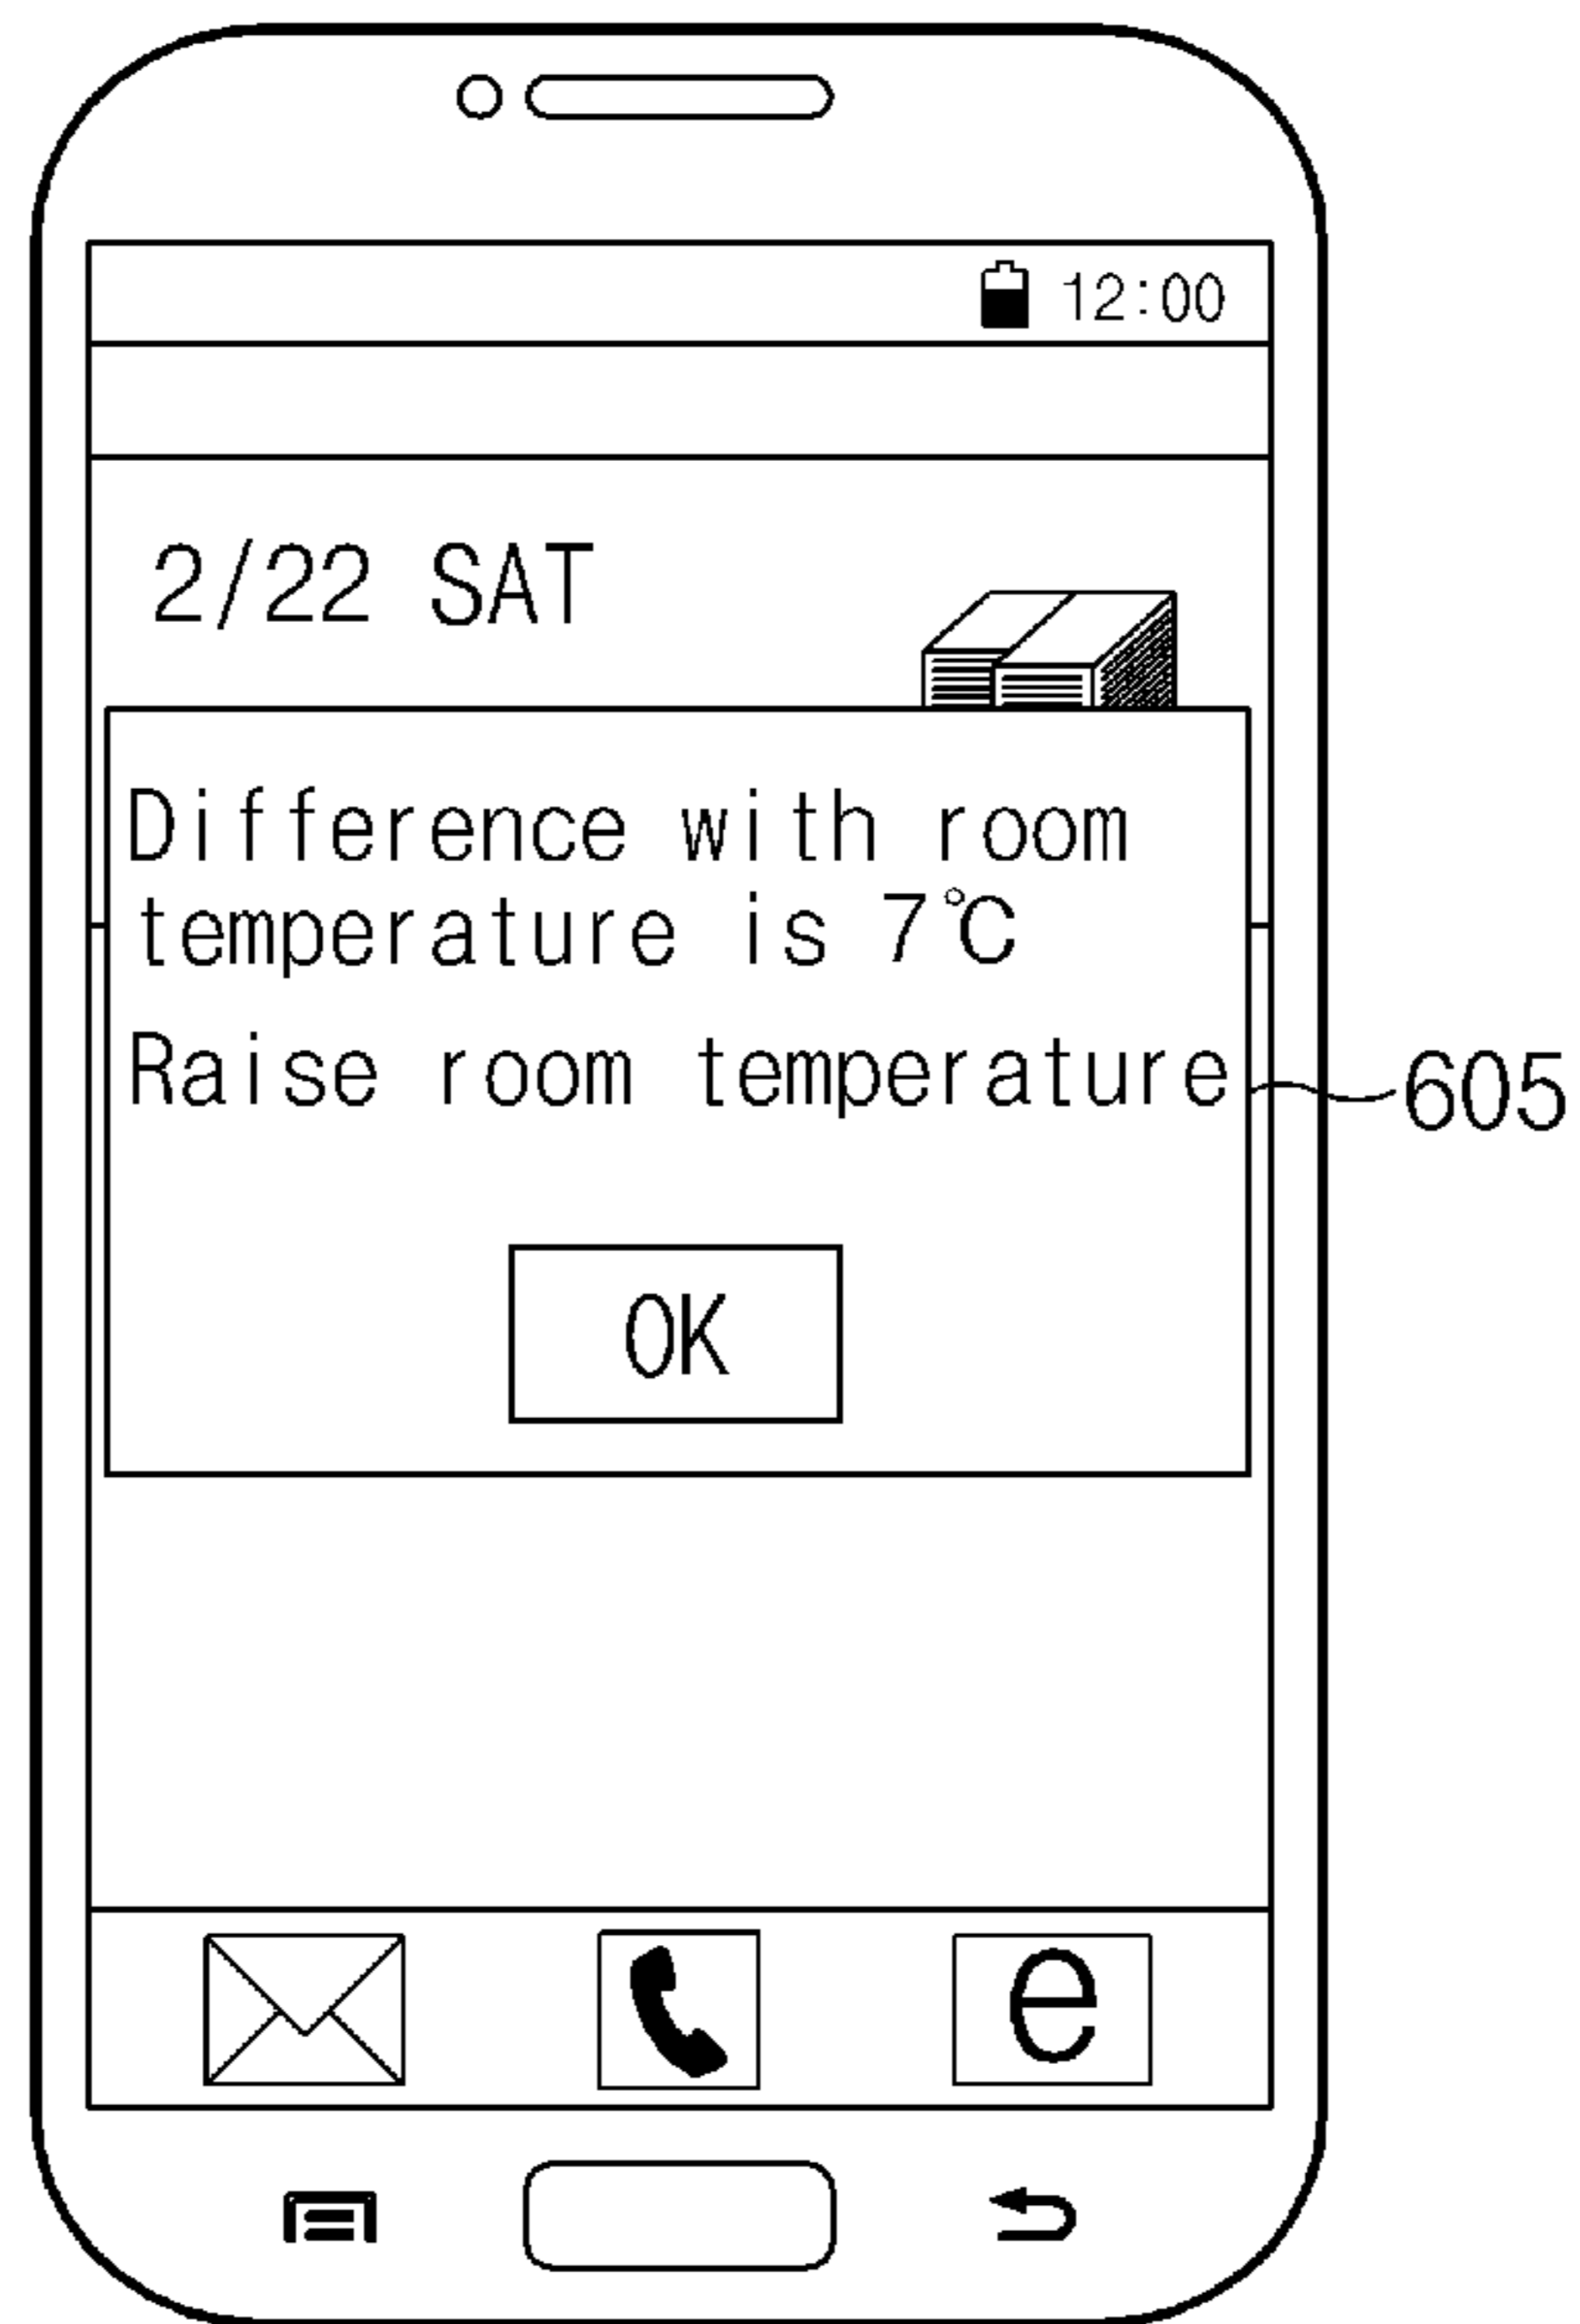 12:00
2/22 SAT
Difference with room
temperature is 7℃
Raise room temperature
605
OK
e